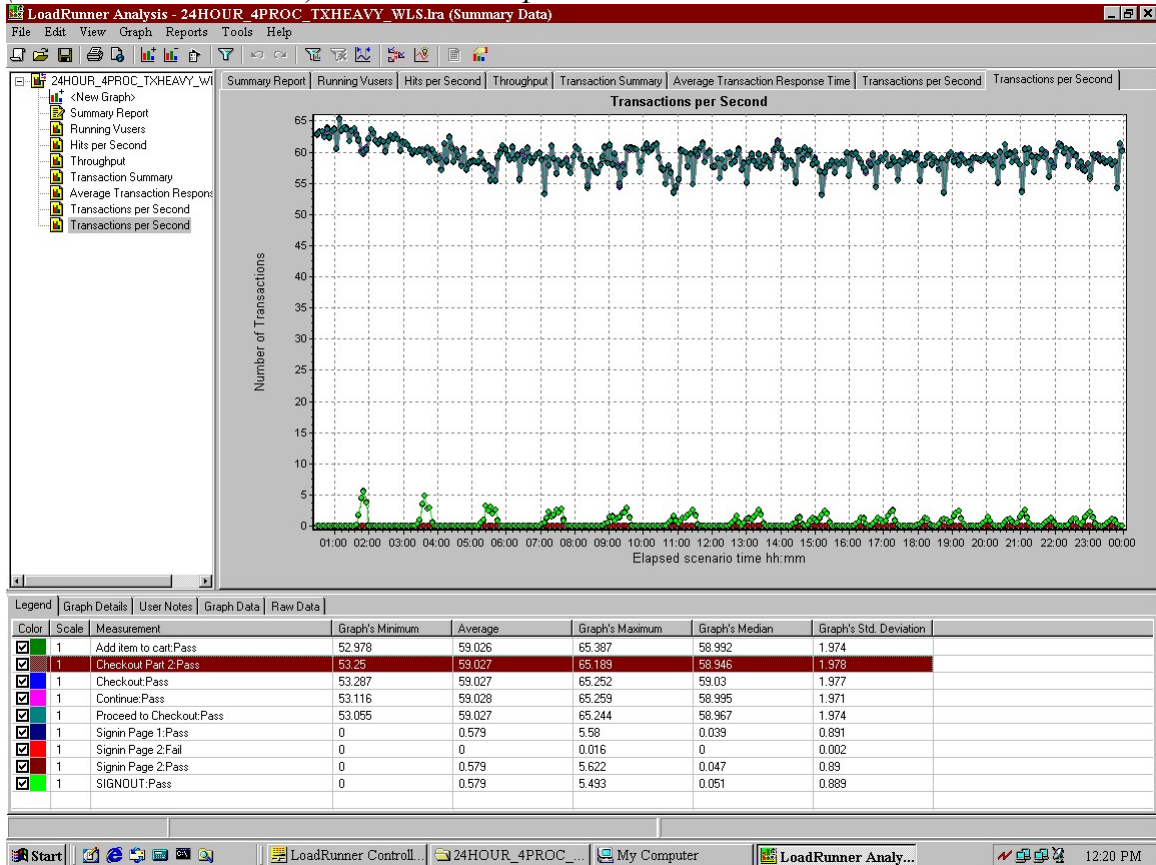 LoadRunner Analysis - 24HOUR_4PROC_TXHEAVY_WLS.lra (Summary Data)
File Edit View Graph Reports Tools Help
24HOUR_4PROC_TXHEAVY_WI
<New Graph>
Summary Report
Running Vusers
Hits per Second
Throughput
Transaction Summary
Average Transaction Respons
Transactions per Second
Transactions per Second
Summary Report Running Vusers Hits per Second Throughput Transaction Summary Average Transaction Response Time Transactions per Second Transactions per Second
Transactions per Second
Number of Transactions
65
60
55
50
45
40
35
30
25
20
15
10
5
0
01:00 02:00 03:00 04:00 05:00 06:00 07:00 08:00 09:00 10:00 11:00 12:00 13:00 14:00 15:00 16:00 17:00 18:00 19:00 20:00 21:00 22:00 23:00 00:00
Elapsed scenario time hh:mm
Legend Graph Details User Notes Graph Data Raw Data
Color Scale Measurement Graph's Minimum Average Graph's Maximum Graph's Median Graph's Std. Deviation
1 Add item to cart:Pass 52.978 59.026 65.387 58.992 1.974
1 Checkout Part 2:Pass 53.25 59.027 65.189 58.946 1.978
1 Checkout:Pass 53.287 59.027 65.252 59.03 1.977
1 Continue:Pass 53.116 59.028 65.259 58.995 1.971
1 Proceed to Checkout:Pass 53.055 59.027 65.244 58.967 1.974
1 Signin Page 1:Pass 0 0.579 5.58 0.039 0.891
1 Signin Page 2:Fail 0 0 0.016 0 0.002
1 Signin Page 2:Pass 0 0.579 5.622 0.047 0.89
1 SIGNOUT:Pass 0 0.579 5.493 0.051 0.889
Start LoadRunner Controll... 24HOUR_4PROC_... My Computer LoadRunner Analy... 12:20 PM